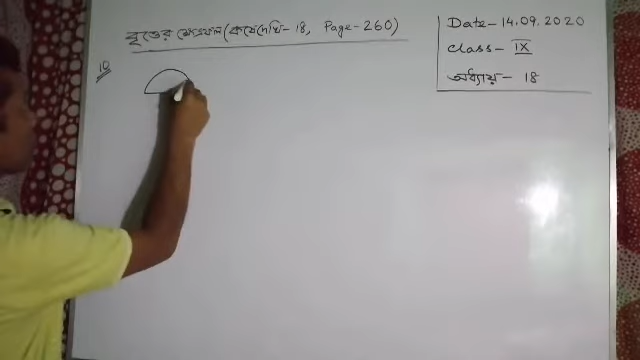 বৃত্তের ক্ষেত্রফল (কষে দেখি - 18, Page - 260)
Date - 14.09.2020
Class - IX
অধ্যায় - 18
10